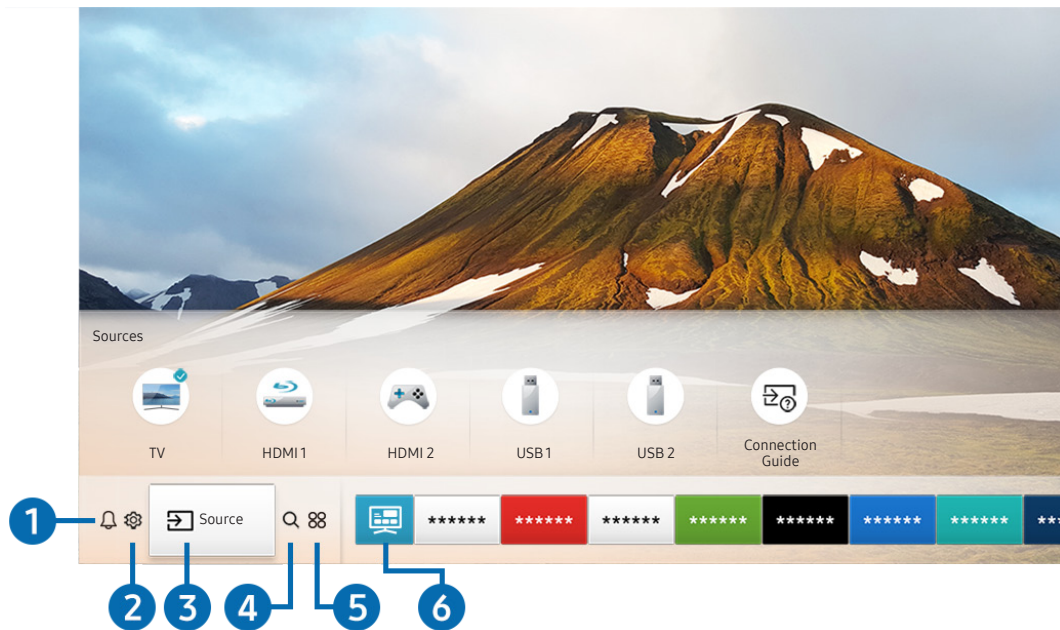 Sources
TV
HDMI 1
HDMI 2
USB 1
USB 2
Connection
Guide
Source
******
******
******
******
******
******
******
***
1
2
3
4
5
6